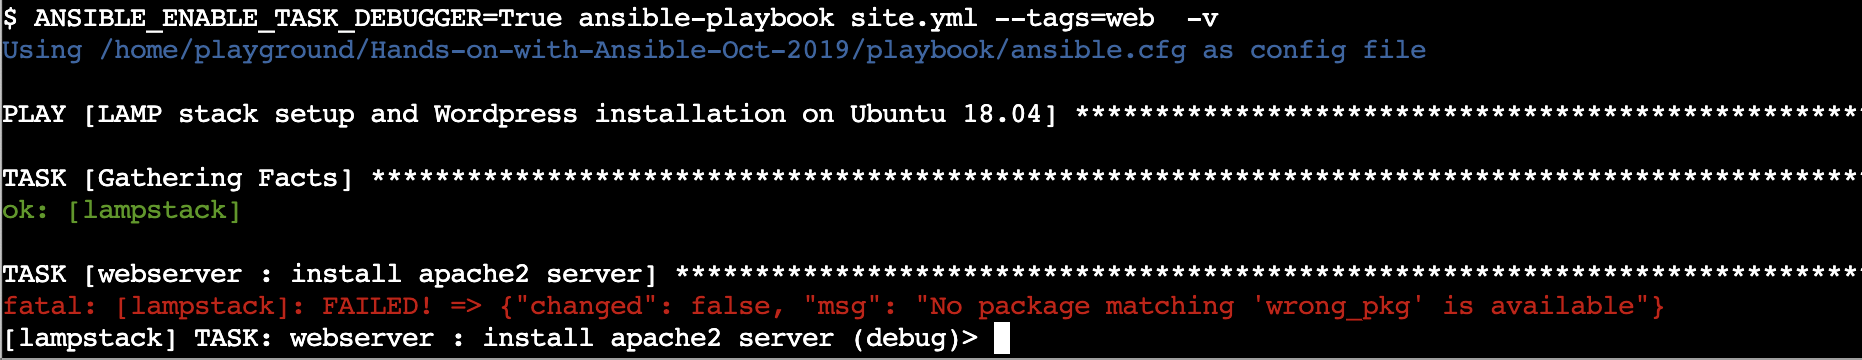 $ ANSIBLE_ENABLE_TASK_DEBUGGER=True ansible-playbook site.yml --tags=web  -v
Using /home/playground/Hands-on-with-Ansible-Oct-2019/playbook/ansible.cfg as config file
PLAY [LAMP stack setup and Wordpress installation on Ubuntu 18.04] *************************************************
TASK [Gathering Facts] *********************************************************************************************
ok: [lampstack]
TASK [webserver : install apache2 server] **************************************************************************
fatal: [lampstack]: FAILED! => {"changed": false, "msg": "No package matching 'wrong_pkg' is available"}
[lampstack] TASK: webserver : install apache2 server (debug)>